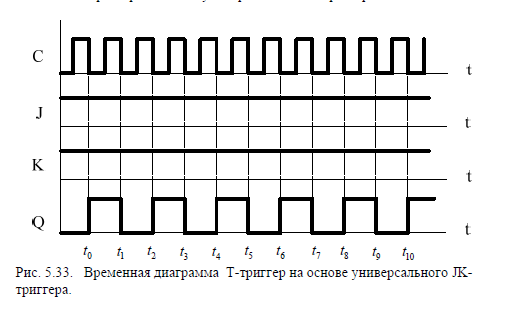 C
t
J
t
K
t
Q
t
t0 t1 t2 t3 t4 t5 t6 t7 t8 t9 t10
Рис. 5.33. Временная диаграмма Т-триггер на основе универсального JK-
триггера.